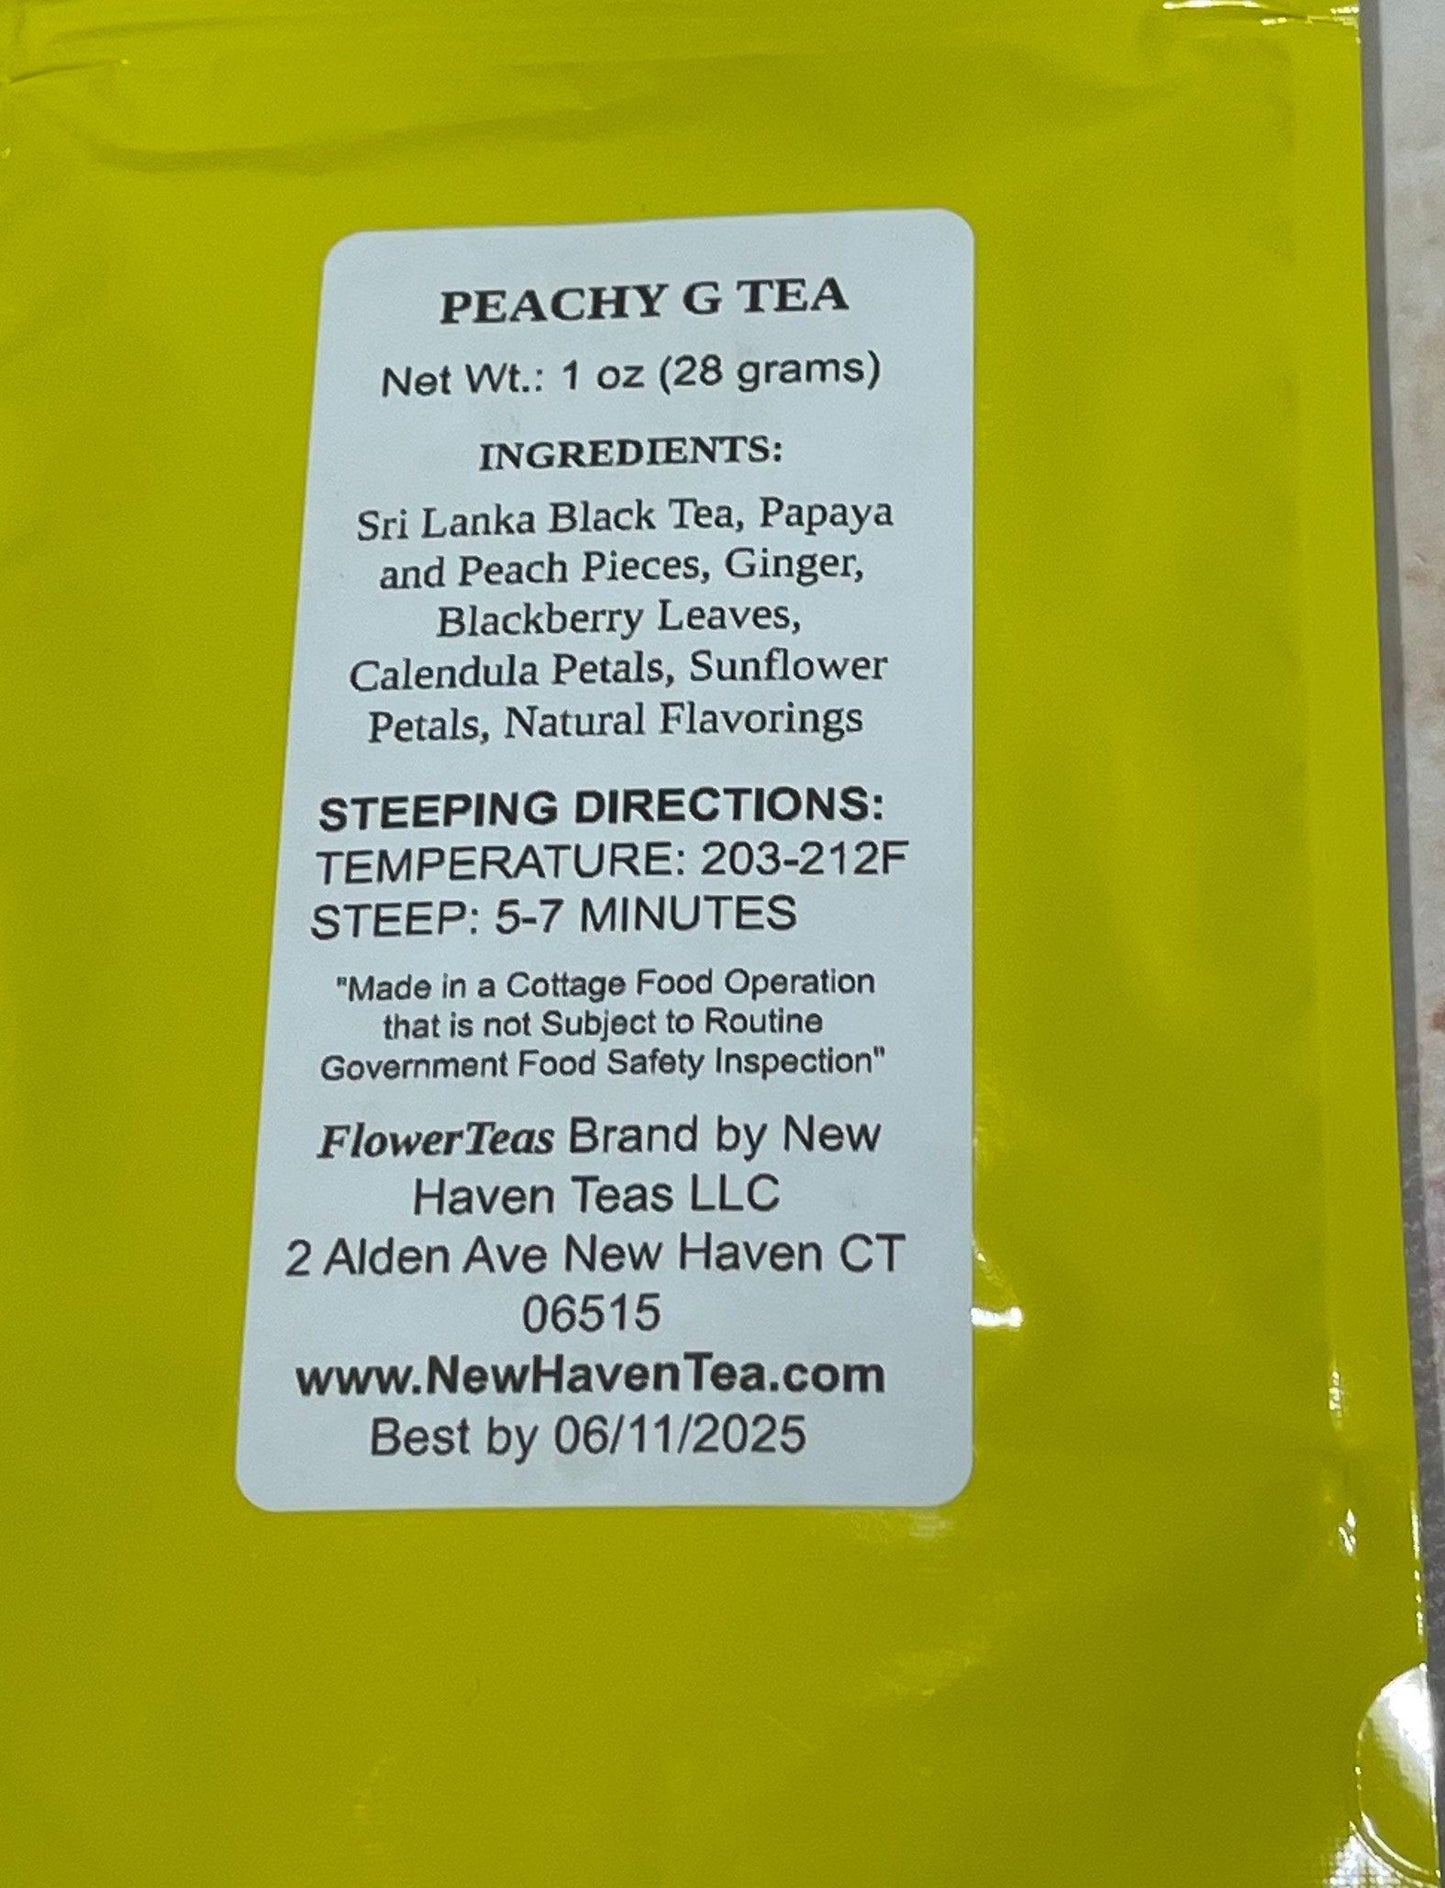 PEACHY G TEA
Net Wt.: 1 oz (28 grams)
INGREDIENTS:
Sri Lanka Black Tea, Papaya
and Peach Pieces, Ginger,
Blackberry Leaves,
Calendula Petals, Sunflower
Petals, Natural Flavorings
STEEPING DIRECTIONS:
TEMPERATURE: 203-212F
STEEP: 5-7 MINUTES
"Made in a Cottage Food Operation
that is not Subject to Routine
Government Food Safety Inspection"
FlowerTeas Brand by New
Haven Teas LLC
2 Alden Ave New Haven CT
06515
www.NewHavenTea.com
Best by 06/11/2025